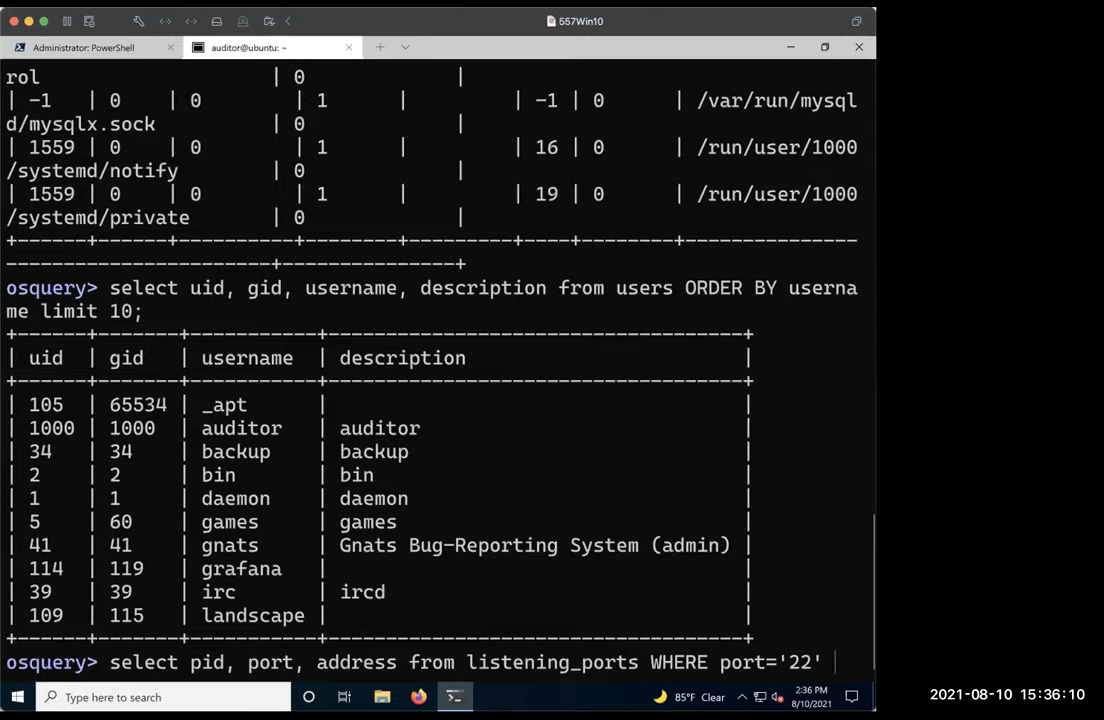 557Win10
Administrator: PowerShell
auditor@ubuntu: ~
rol | 0 |
| -1 | 0 | 0 | 1 | | -1 | 0 | /var/run/mysql
d/mysqlx.sock | 0 |
| 1559 | 0 | 0 | 1 | | 16 | 0 | /run/user/1000
/systemd/notify | 0 |
| 1559 | 0 | 0 | 1 | | 19 | 0 | /run/user/1000
/systemd/private | 0 |
+------+------+-----------+--------+----------+----+--------+----------------
------------------------+---------------+
osquery> select uid, gid, username, description from users ORDER BY userna
me limit 10;
+------+-------+-----------+------------------------------------+
| uid | gid | username | description |
+------+-------+-----------+------------------------------------+
| 105 | 65534 | _apt | |
| 1000 | 1000 | auditor | auditor |
| 34 | 34 | backup | backup |
| 2 | 2 | bin | bin |
| 1 | 1 | daemon | daemon |
| 5 | 60 | games | games |
| 41 | 41 | gnats | Gnats Bug-Reporting System (admin) |
| 114 | 119 | grafana | |
| 39 | 39 | irc | ircd |
| 109 | 115 | landscape | |
+------+-------+-----------+------------------------------------+
osquery> select pid, port, address from listening_ports WHERE port='22'
Type here to search
85°F Clear
2:36 PM
8/10/2021
2021-08-10 15:36:10